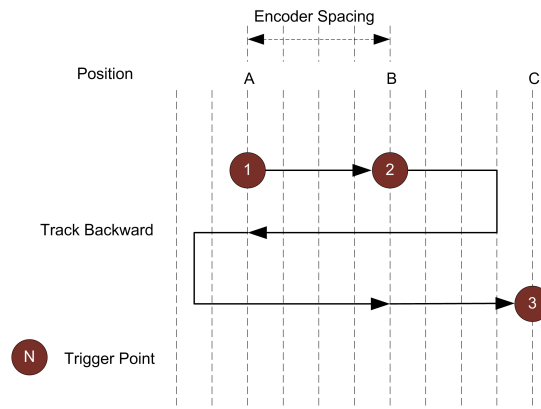 Encoder Spacing
Position
A
B
C
1
2
Track Backward
3
N
Trigger Point